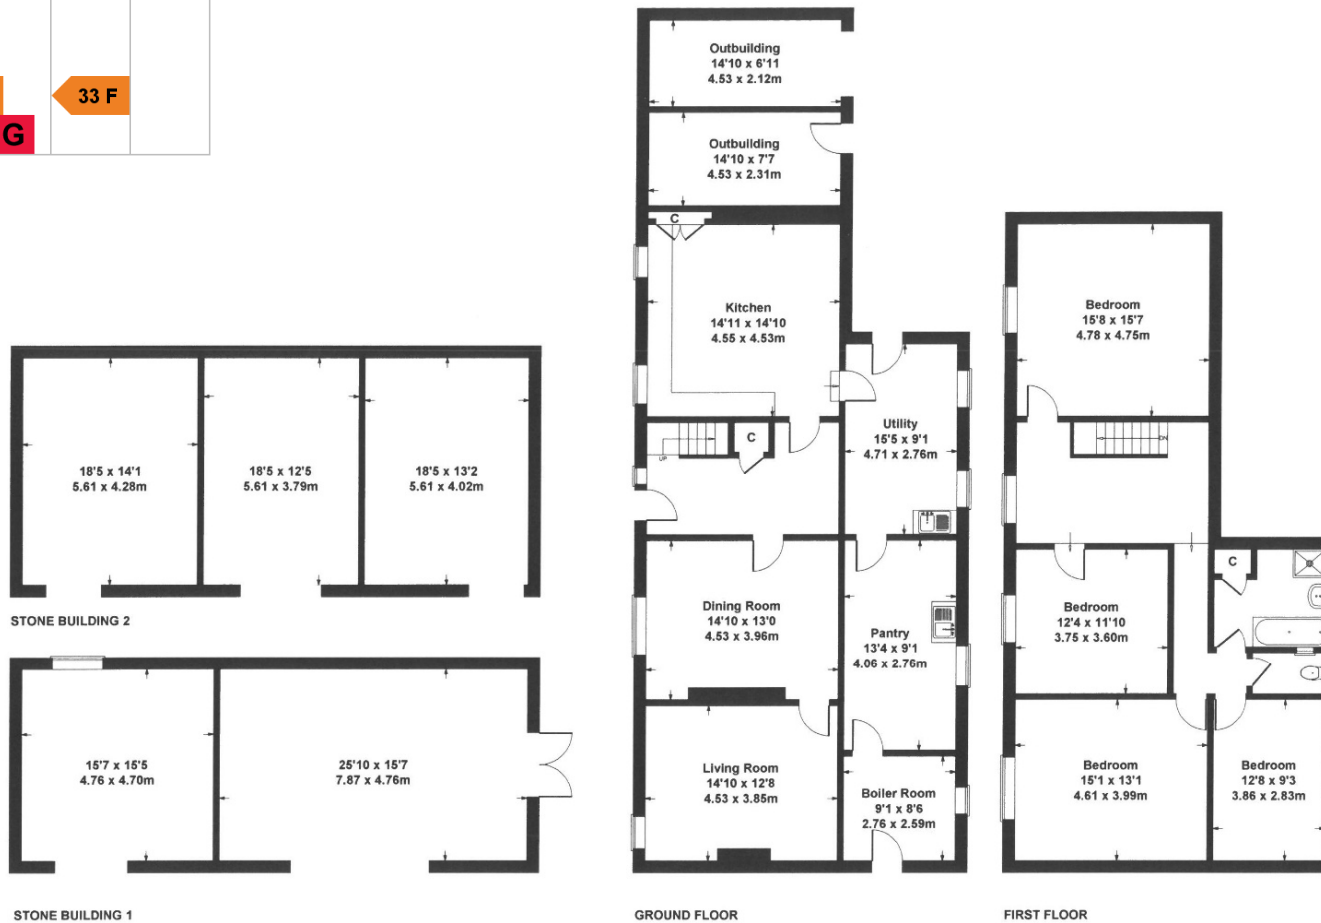 33 F
G
Outbuilding
14'10 x 6'11
4.53 x 2.12m
Outbuilding
14'10 x 7'7
4.53 x 2.31m
C
Kitchen
14'11 x 14'10
4.55 x 4.53m
UP
C
Utility
15'5 x 9'1
4.71 x 2.76m
Dining Room
14'10 x 13'0
4.53 x 3.96m
Pantry
13'4 x 9'1
4.06 x 2.76m
Living Room
14'10 x 12'8
4.53 x 3.85m
Boiler Room
9'1 x 8'6
2.76 x 2.59m
GROUND FLOOR
Bedroom
15'8 x 15'7
4.78 x 4.75m
DN
C
Bedroom
12'4 x 11'10
3.75 x 3.60m
Bedroom
15'1 x 13'1
4.61 x 3.99m
Bedroom
12'8 x 9'3
3.86 x 2.83m
FIRST FLOOR
18'5 x 14'1
5.61 x 4.28m
18'5 x 12'5
5.61 x 3.79m
18'5 x 13'2
5.61 x 4.02m
STONE BUILDING 2
15'7 x 15'5
4.76 x 4.70m
25'10 x 15'7
7.87 x 4.76m
STONE BUILDING 1